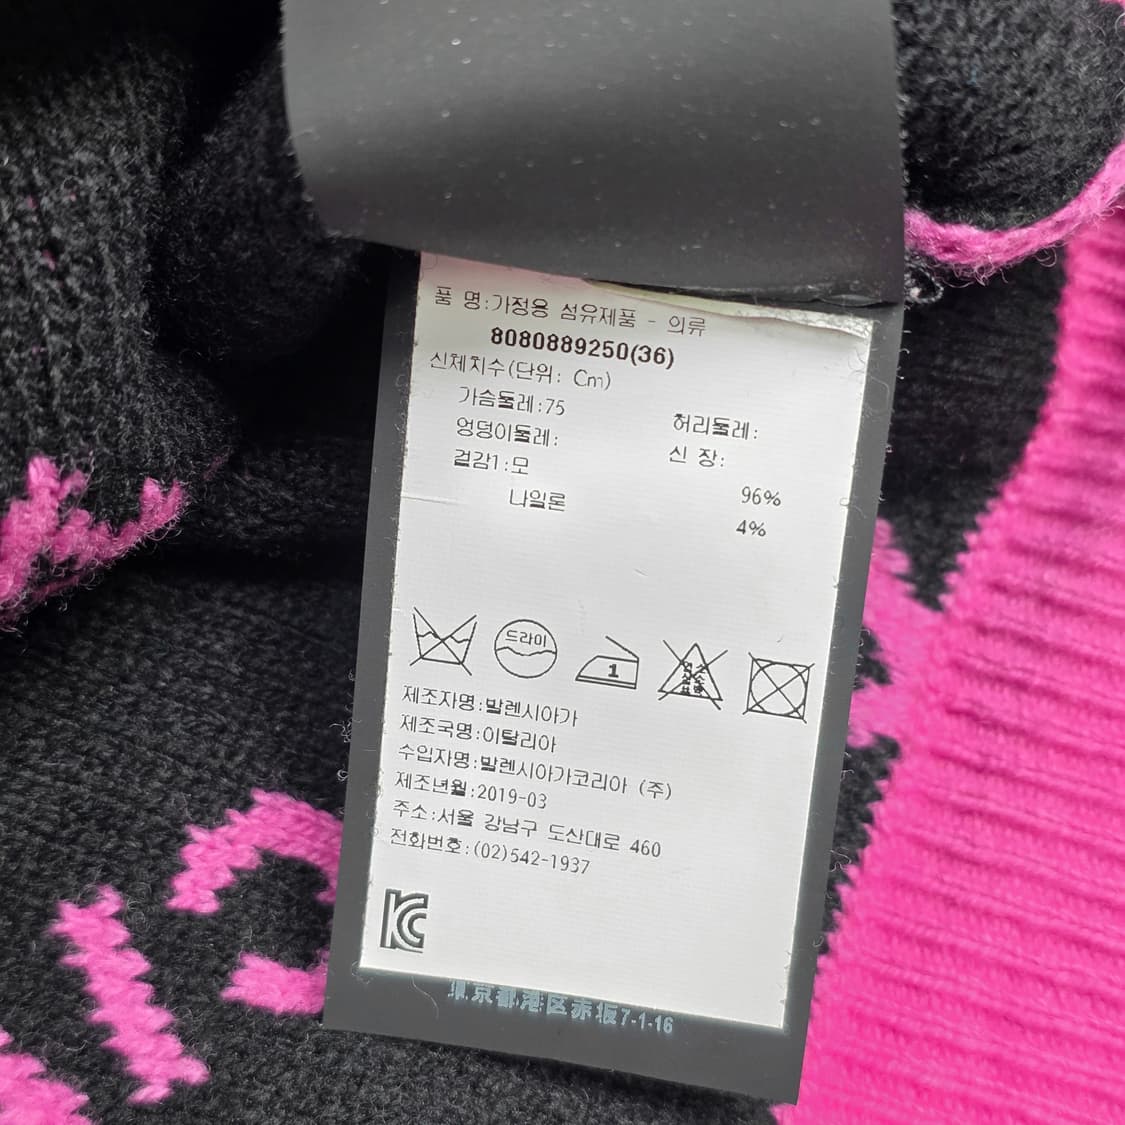 품 명:가정용 섬유제품 - 의류
8080889250(36)
신체치수(단위: Cm)
가슴둘레:75 허리둘레:
엉덩이둘레: 신 장:
겉감1:모 96%
나일론 4%
드라이
1
제조자명:발렌시아가
제조국명:이탈리아
수입자명:발렌시아가코리아 (주)
제조년월:2019-03
주소:서울 강남구 도산대로 460
전화번호:(02)542-1937
KC
東京都港区赤坂7-1-16